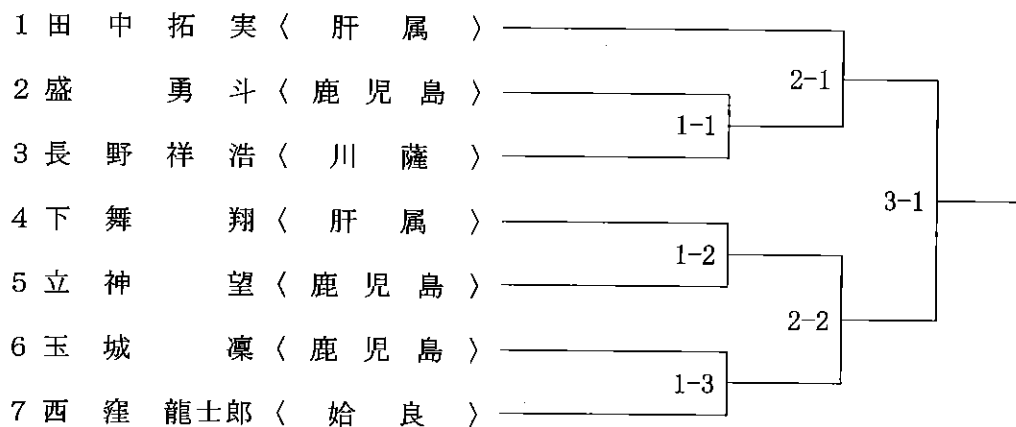 1 田中拓実〈肝属〉
2-1
2 盛 勇斗〈鹿児島〉
1-1
3 長野祥浩〈川薩〉
3-1
4 下舞 翔〈肝属〉
1-2
5 立神 望〈鹿児島〉
2-2
6 玉城 凜〈鹿児島〉
1-3
7 西窪龍士郎〈姶良〉